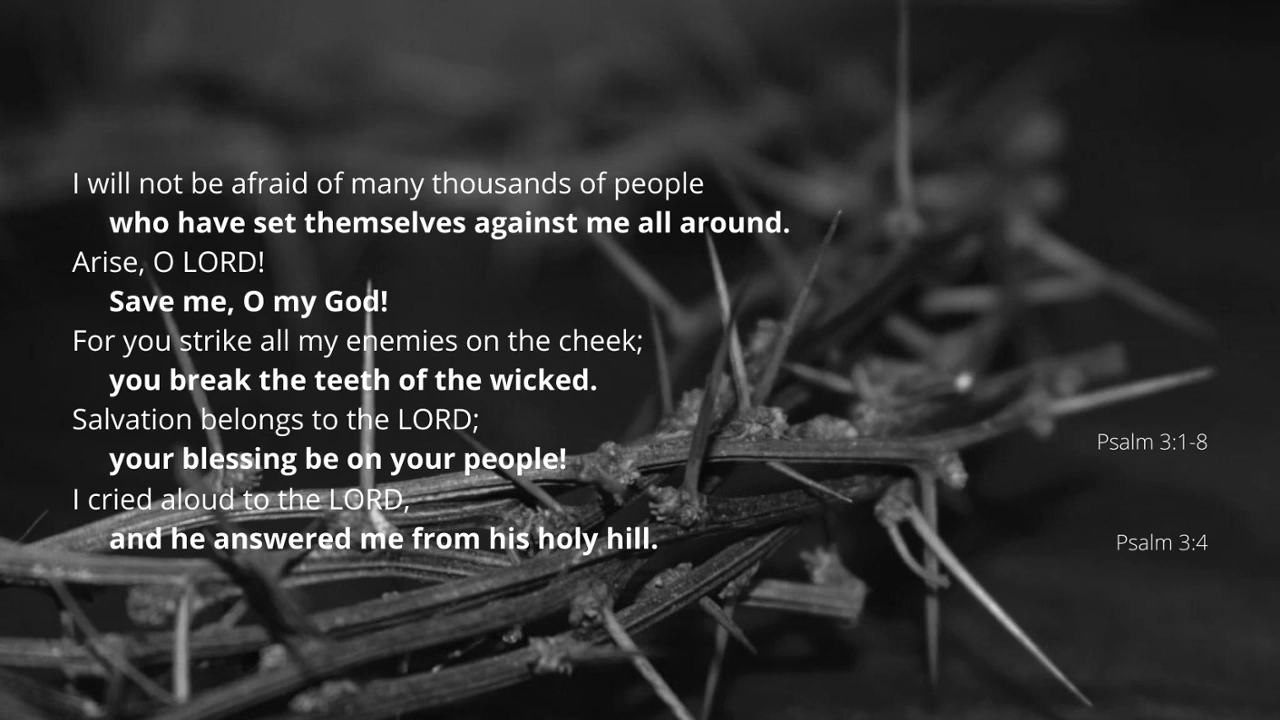 I will not be afraid of many thousands of people
who have set themselves against me all around.
Arise, O LORD!
Save me, O my God!
For you strike all my enemies on the cheek;
you break the teeth of the wicked.
Salvation belongs to the LORD;
your blessing be on your people!
Psalm 3:1-8
I cried aloud to the LORD,
and he answered me from his holy hill.
Psalm 3:4